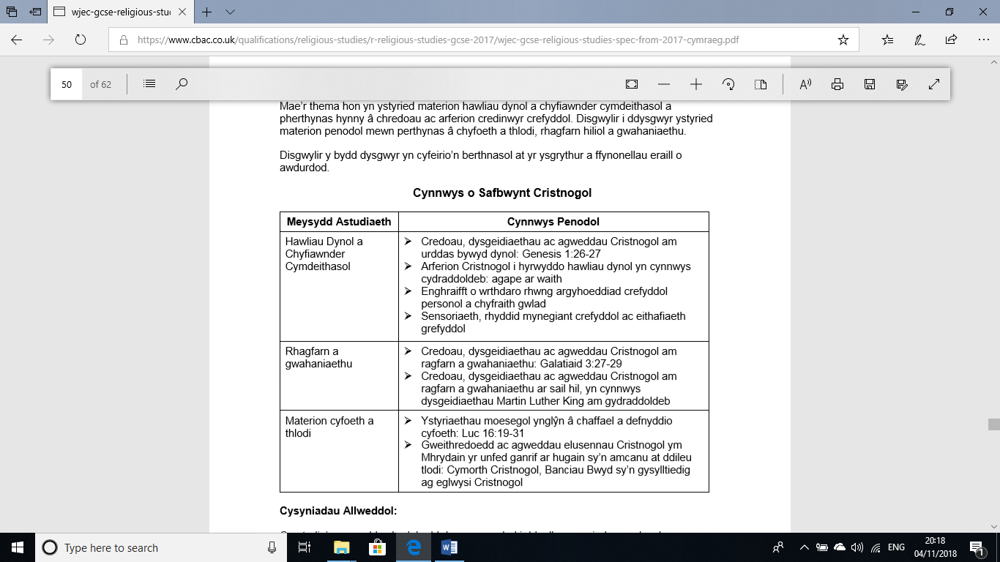 wjec-gcse-religious-stu
https://www.cbac.co.uk/qualifications/religious-studies/r-religious-studies-gcse-2017/wjec-gcse-religious-studies-spec-from-2017-cymraeg.pdf
50 of 62
Mae’r thema hon yn ystyried materion hawliau dynol a chyfiawnder cymdeithasol a
pherthynas hynny â chredoau ac arferion credinwyr crefyddol. Disgwylir i ddysgwyr ystyried
materion penodol mewn perthynas â chyfoeth a thlodi, rhagfarn hiliol a gwahaniaethu.
Disgwylir y bydd dysgwyr yn cyfeirio’n berthnasol at yr ysgrythur a ffynonellau eraill o
awdurdod.
Cynnwys o Safbwynt Cristnogol
Meysydd Astudiaeth
Cynnwys Penodol
Hawliau Dynol a
Chyfiawnder
Cymdeithasol
➢ Credoau, dysgeidiaethau ac agweddau Cristnogol am
urddas bywyd dynol: Genesis 1:26-27
➢ Arferion Cristnogol i hyrwyddo hawliau dynol yn cynnwys
cydraddoldeb: agape ar waith
➢ Enghraifft o wrthdaro rhwng argyhoeddiad crefyddol
personol a chyfraith gwlad
➢ Sensoriaeth, rhyddid mynegiant crefyddol ac eithafiaeth
grefyddol
Rhagfarn a
gwahaniaethu
➢ Credoau, dysgeidiaethau ac agweddau Cristnogol am
ragfarn a gwahaniaethu: Galatiaid 3:27-29
➢ Credoau, dysgeidiaethau ac agweddau Cristnogol am
ragfarn a gwahaniaethu ar sail hil, yn cynnwys
dysgeidiaethau Martin Luther King am gydraddoldeb
Materion cyfoeth a
thlodi
➢ Ystyriaethau moesegol ynglŷn â chaffael a defnyddio
cyfoeth: Luc 16:19-31
➢ Gweithredoedd ac agweddau elusennau Cristnogol ym
Mhrydain yr unfed ganrif ar hugain sy’n amcanu at ddileu
tlodi: Cymorth Cristnogol, Banciau Bwyd sy’n gysylltiedig
ag eglwysi Cristnogol
Cysyniadau Allweddol:
Type here to search
ENG
20:18
04/11/2018
1